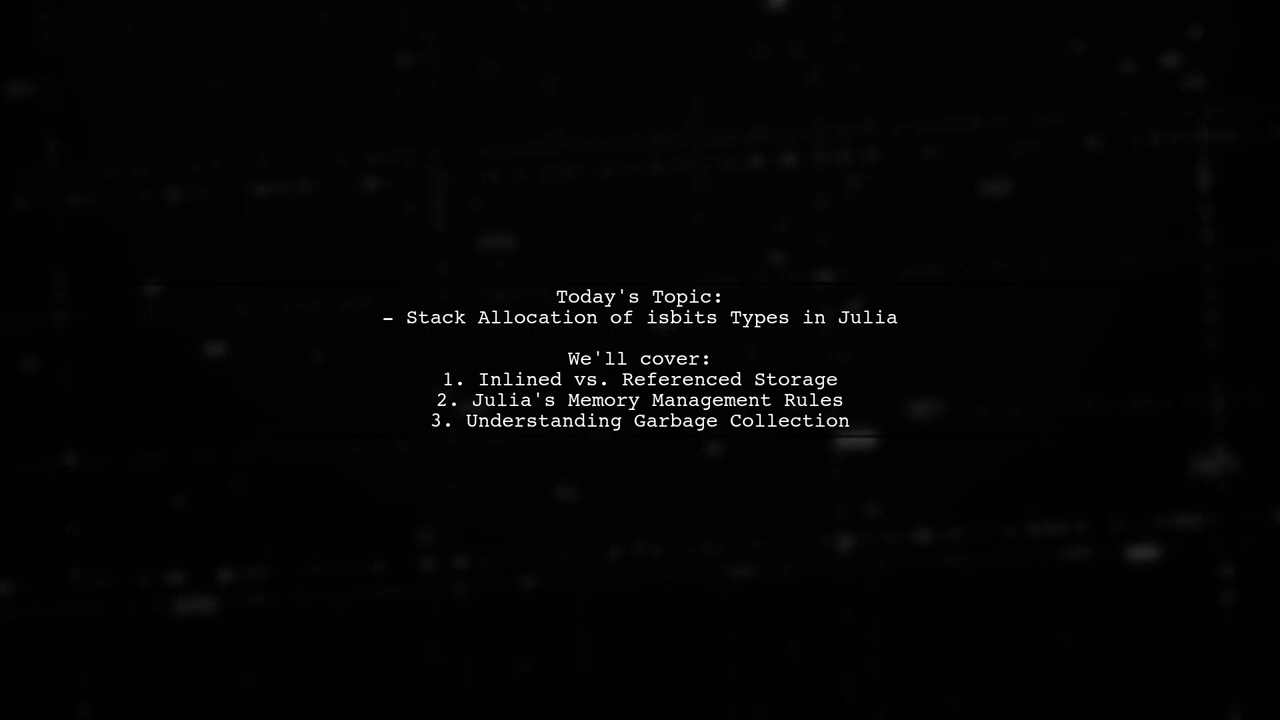 Today's Topic:
- Stack Allocation of isbits Types in Julia
We'll cover:
1. Inlined vs. Referenced Storage
2. Julia's Memory Management Rules
3. Understanding Garbage Collection